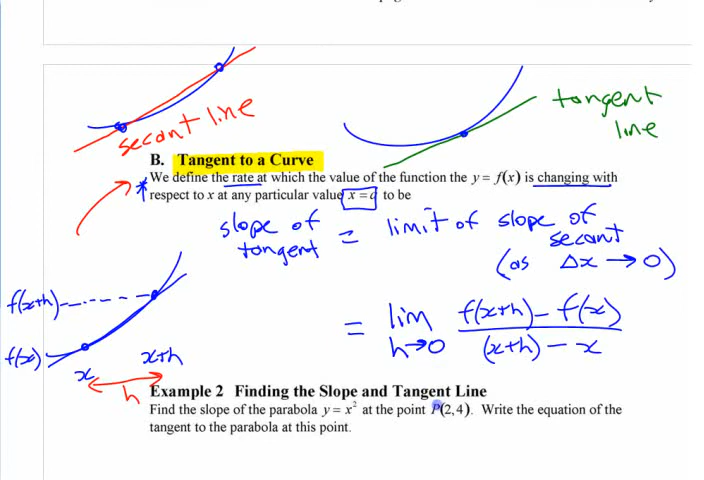 secant line
tangent
line
B. Tangent to a Curve
We define the rate at which the value of the function the y = f(x) is changing with
respect to x at any particular value x = a to be
slope of
tangent
= limit of slope of
secant
(as Δx → 0)
f(x+h)
f(x)
x
x+h
h
= lim h→0 f(x+h) - f(x) / (x+h) - x
Example 2 Finding the Slope and Tangent Line
Find the slope of the parabola y = x² at the point P(2,4). Write the equation of the
tangent to the parabola at this point.